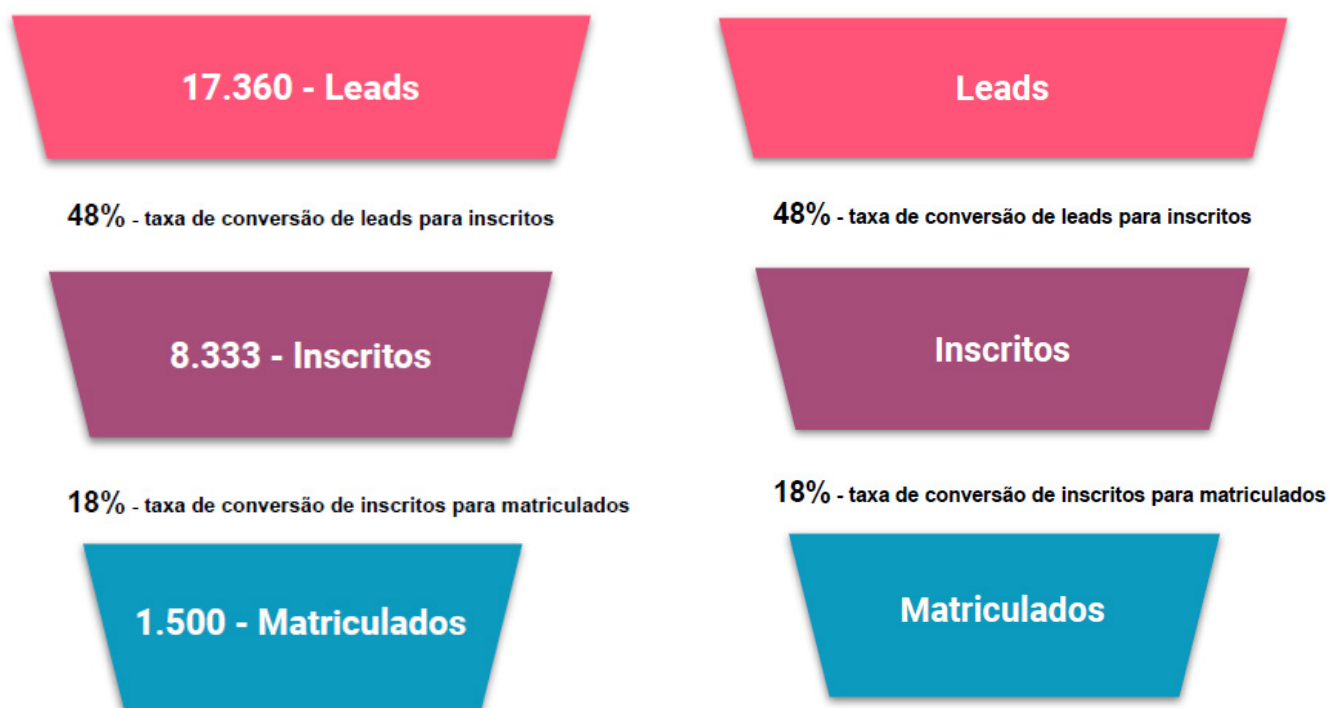 17.360 - Leads
48% - taxa de conversão de leads para inscritos
8.333 - Inscritos
18% - taxa de conversão de inscritos para matriculados
1.500 - Matriculados
Leads
48% - taxa de conversão de leads para inscritos
Inscritos
18% - taxa de conversão de inscritos para matriculados
Matriculados